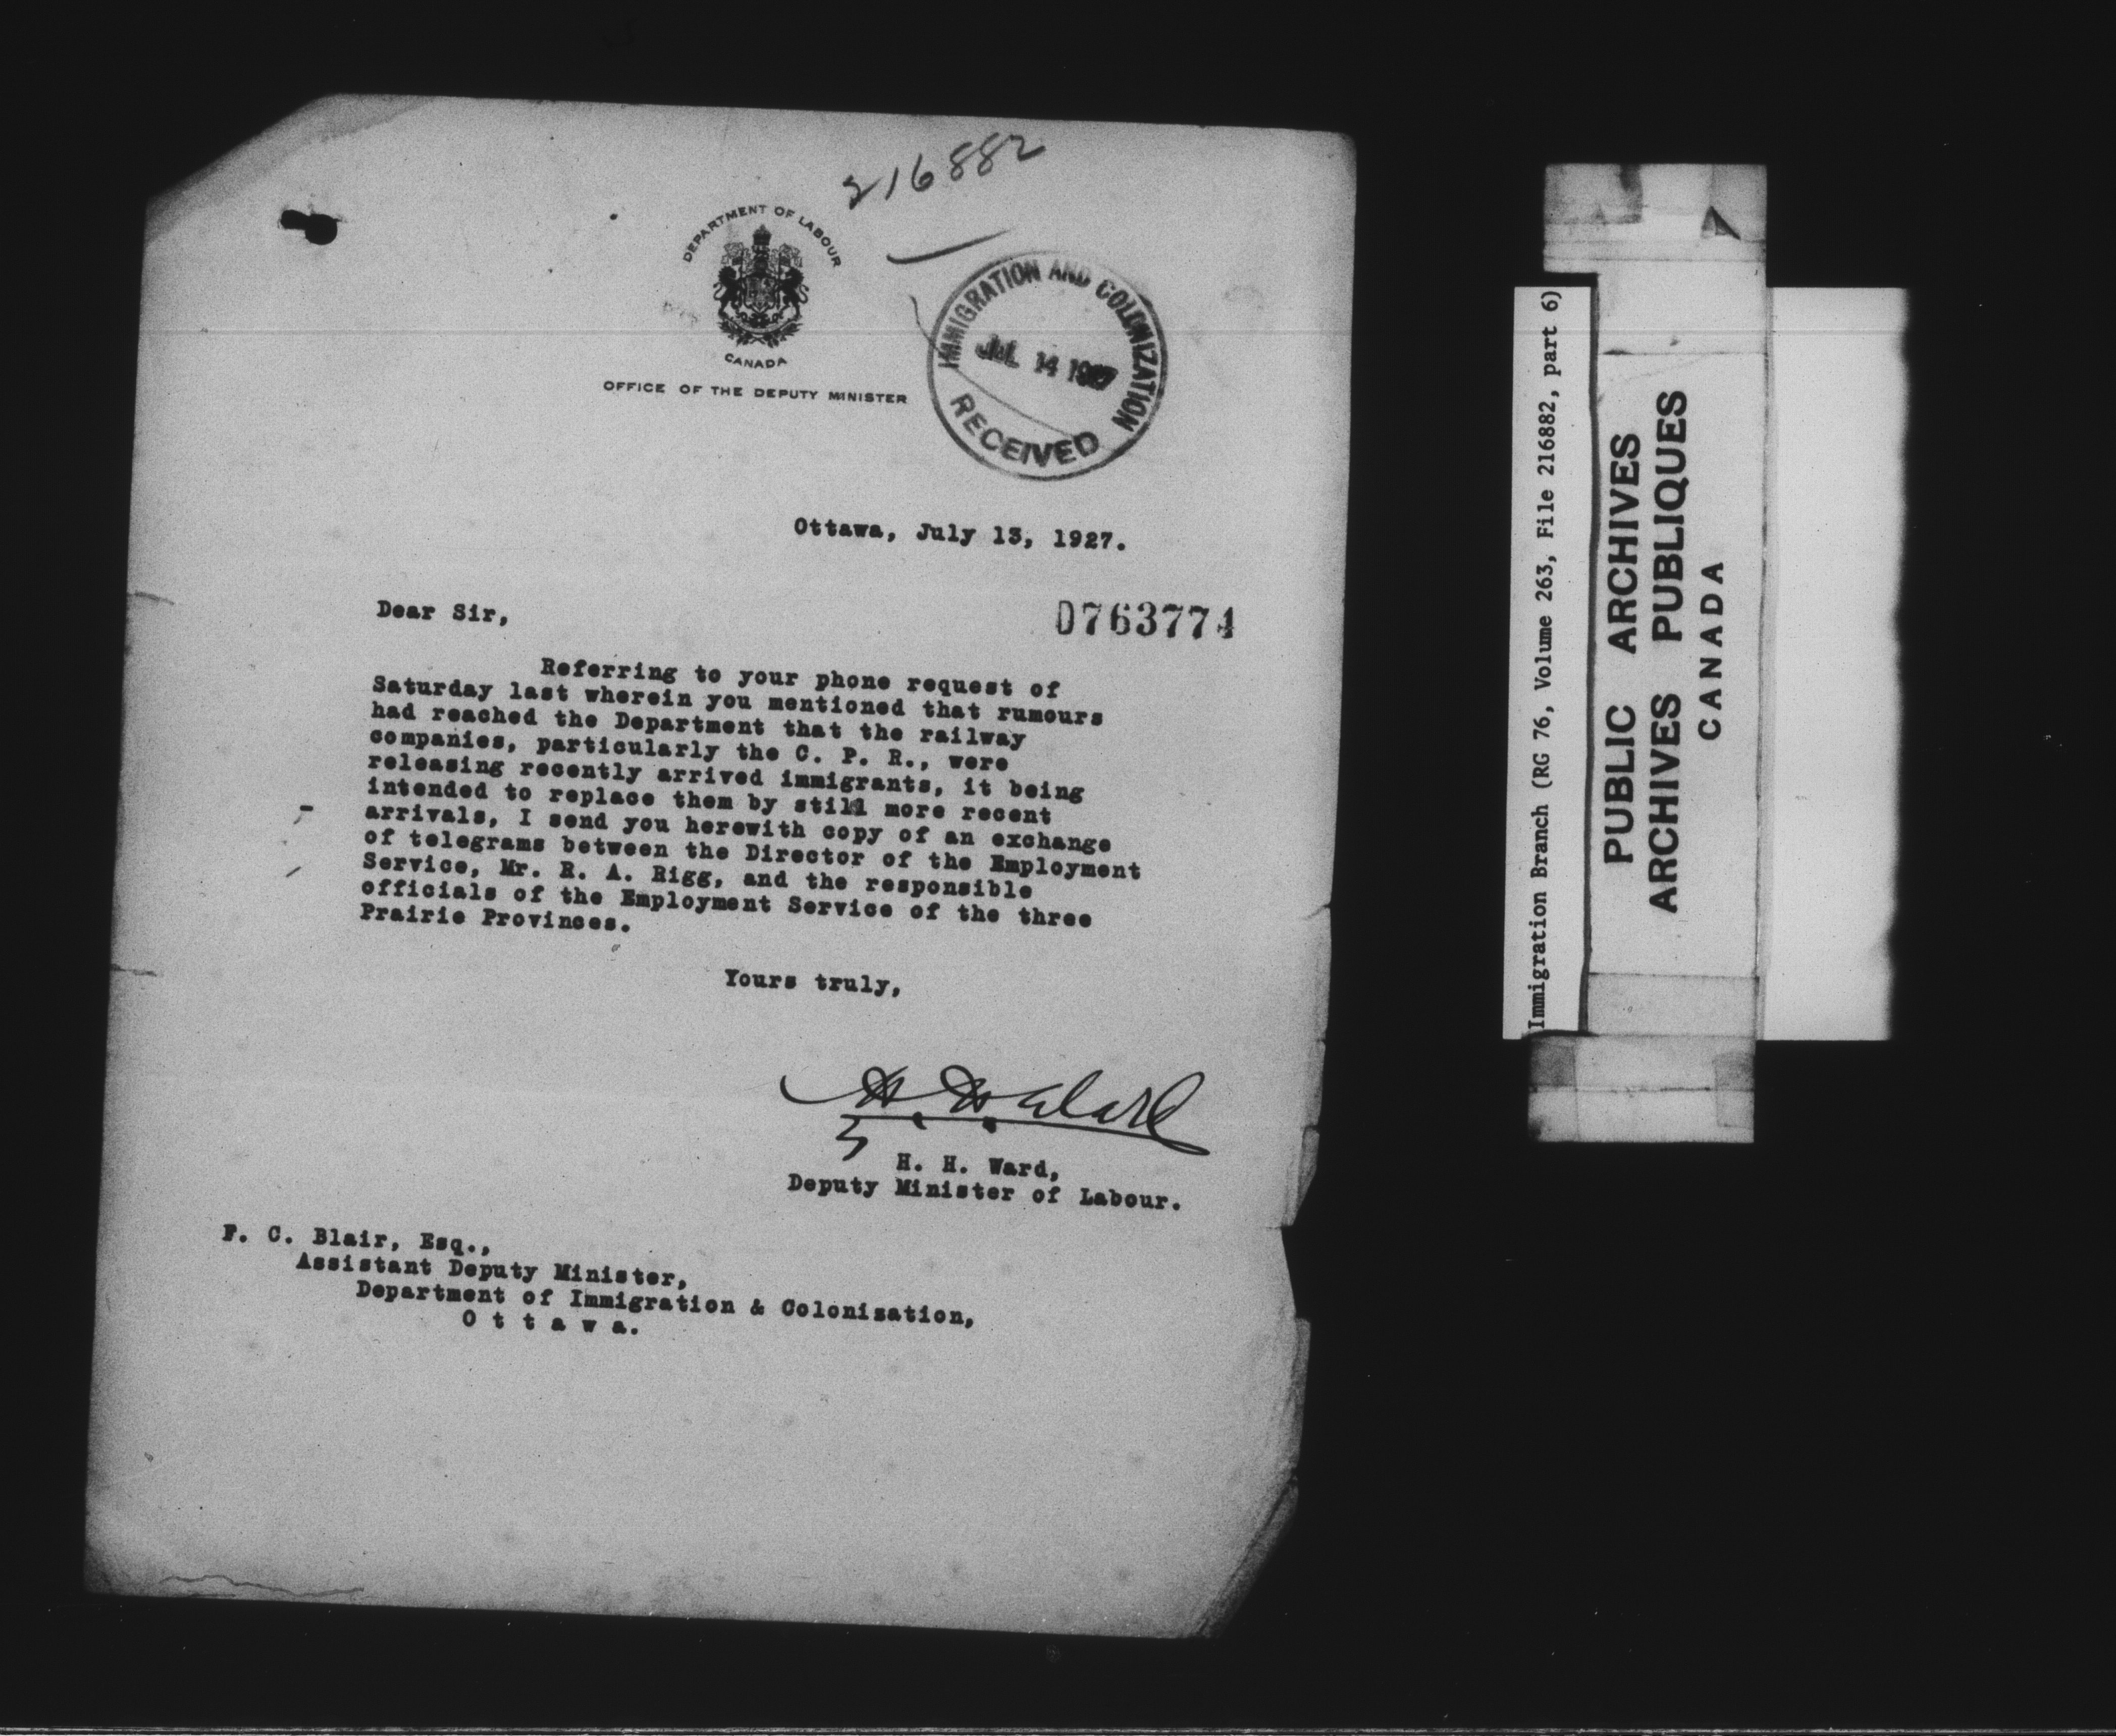 216882
DEPARTMENT OF LABOUR
CANADA
OFFICE OF THE DEPUTY MINISTER
IMMIGRATION AND COLONIZATION
JUL 14 1927
RECEIVED
Ottawa, July 13, 1927.
Dear Sir,
0763774
Referring to your phone request of
Saturday last wherein you mentioned that rumours
had reached the Department that the railway
companies, particularly the C. P. R., were
releasing recently arrived immigrants, it being
intended to replace them by still more recent
arrivals, I send you herewith copy of an exchange
of telegrams between the Director of the Employment
Service, Mr. R. A. Rigg, and the responsible
officials of the Employment Service of the three
Prairie Provinces.
Yours truly,
H. H. Ward
H. H. Ward,
Deputy Minister of Labour.
F. C. Blair, Esq.,
Assistant Deputy Minister,
Department of Immigration & Colonization,
O t t a w a.
Immigration Branch (RG 76, Volume 263, File 216882, part 6)
PUBLIC ARCHIVES
ARCHIVES PUBLIQUES
CANADA